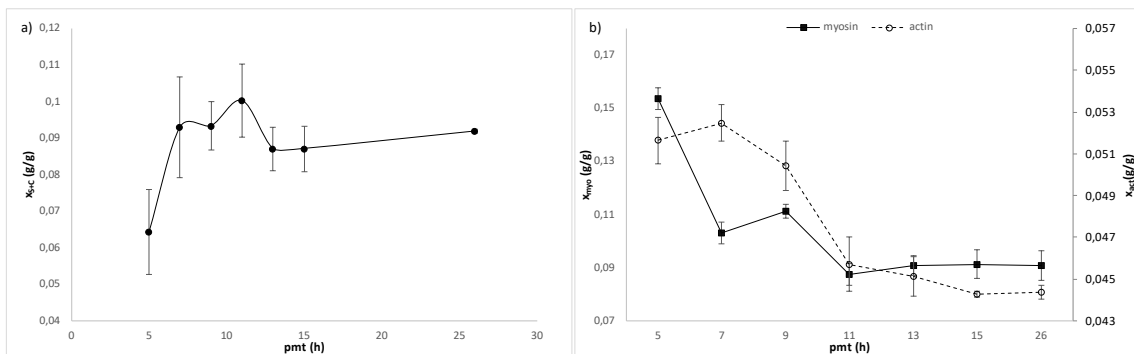 a)
0,12
0,11
0,1
0,09
0,08
0,07
0,06
0,05
0,04
x_S+C (g/g)
0 5 10 15 20 25 30
pmt (h)
b)
myosin actin
0,17
0,15
0,13
0,11
0,09
0,07
x_myo (g/g)
0,057
0,055
0,053
0,051
0,049
0,047
0,045
0,043
x_act(g/g)
5 7 9 11 13 15 26
pmt (h)